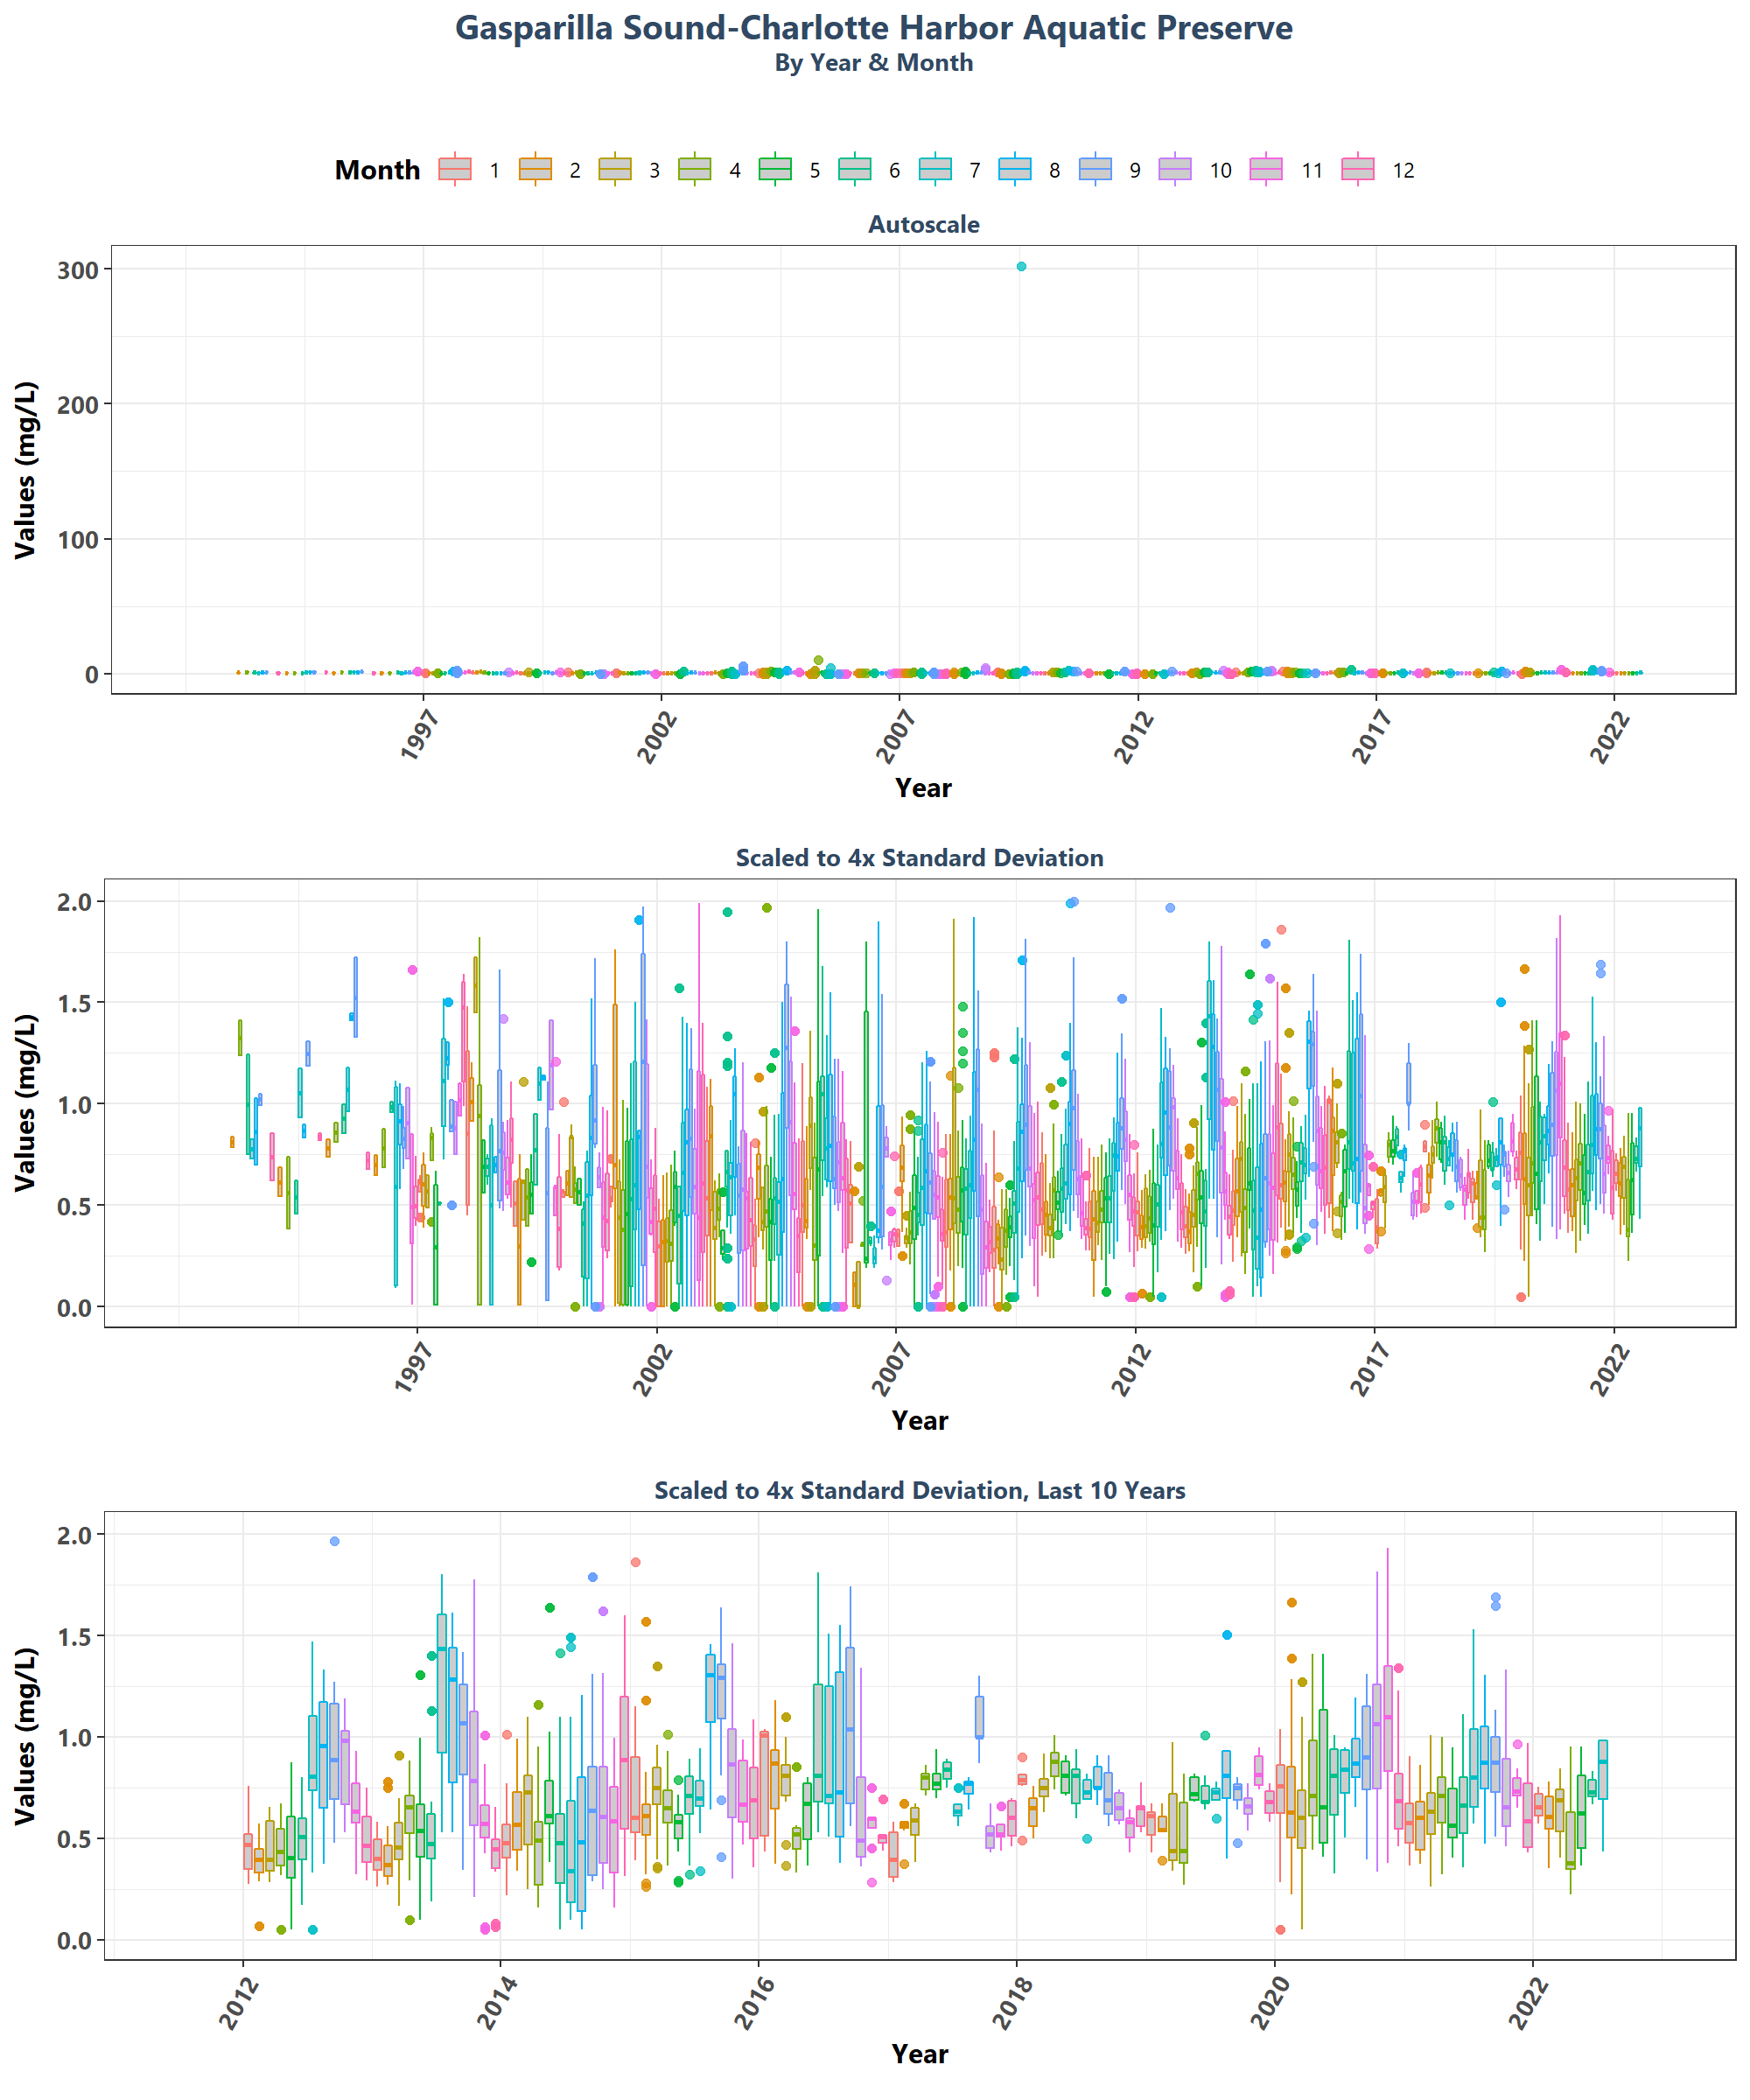 Gasparilla Sound-Charlotte Harbor Aquatic Preserve
By Year & Month
Month 1 2 3 4 5 6 7 8 9 10 11 12
Autoscale
300
200
100
0
Values (mg/L)
1997 2002 2007 2012 2017 2022
Year
Scaled to 4x Standard Deviation
2.0
1.5
1.0
0.5
0.0
Values (mg/L)
1997 2002 2007 2012 2017 2022
Year
Scaled to 4x Standard Deviation, Last 10 Years
2.0
1.5
1.0
0.5
0.0
Values (mg/L)
2012 2014 2016 2018 2020 2022
Year